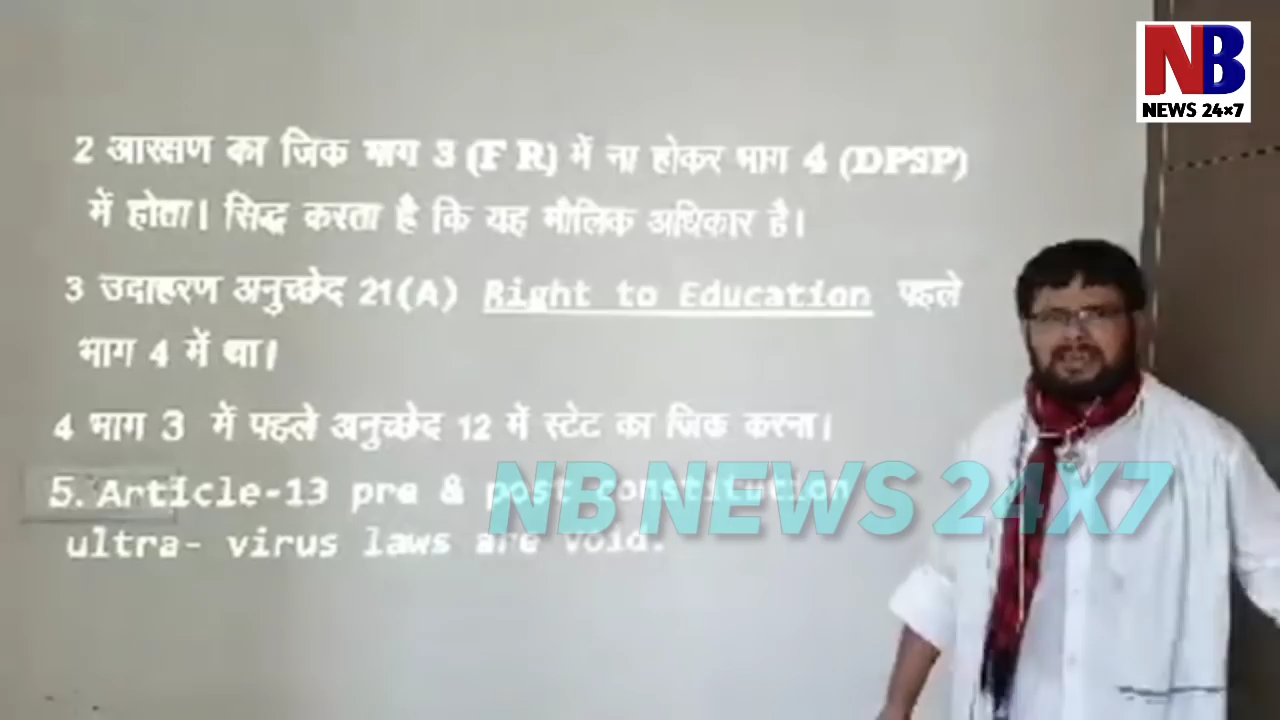 NB
NEWS 24×7
2 आरक्षण का जिक भाग 3 (F R) में ना होकर भाग 4 (DPSP)
में होता। सिद्ध करता है कि यह मौलिक अधिकार है।
3 उदाहरण अनुच्छेद 21(A) Right to Education पहले
भाग 4 में था।
4 भाग 3 में पहले अनुच्छेद 12 में स्टेट का जिक करना।
5. Article-13 pre & post constitution
ultra- virus laws are void.
NB NEWS 24X7